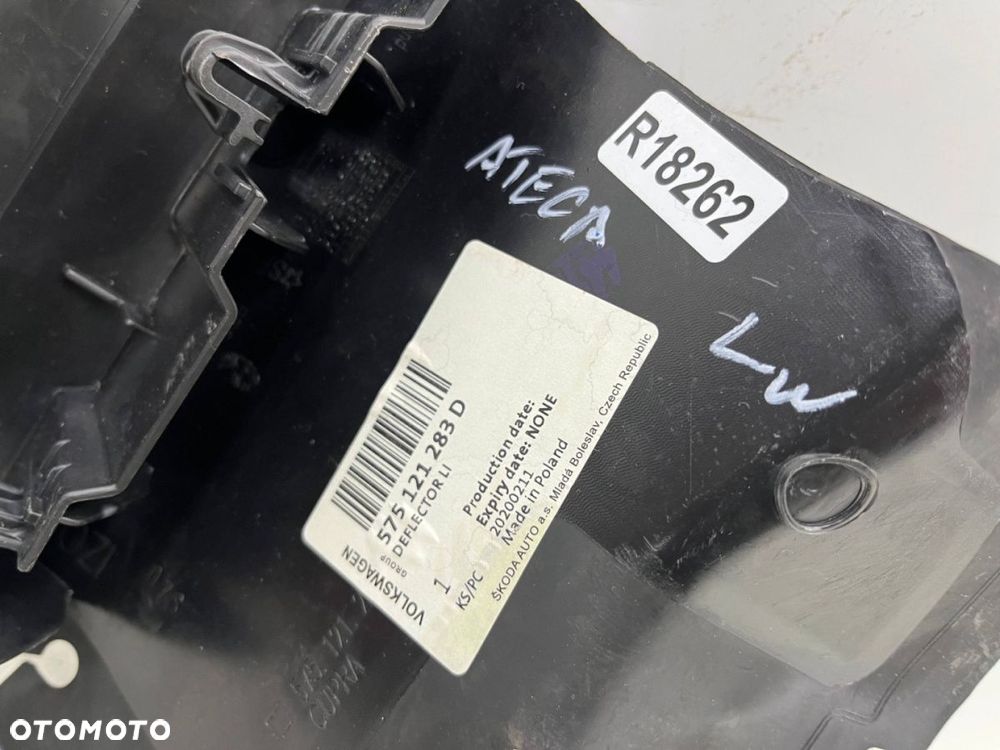 R18262
ATECA
LW
VOLKSWAGEN
GROUP
575 121 283 D
DEFLECTOR LI
1
KS/PC
Production date:
Expiry date: NONE
20200211
Made in Poland
ŠKODA AUTO a.s. Mladá Boleslav, Czech Republic
CUPRA
OTOMOTO